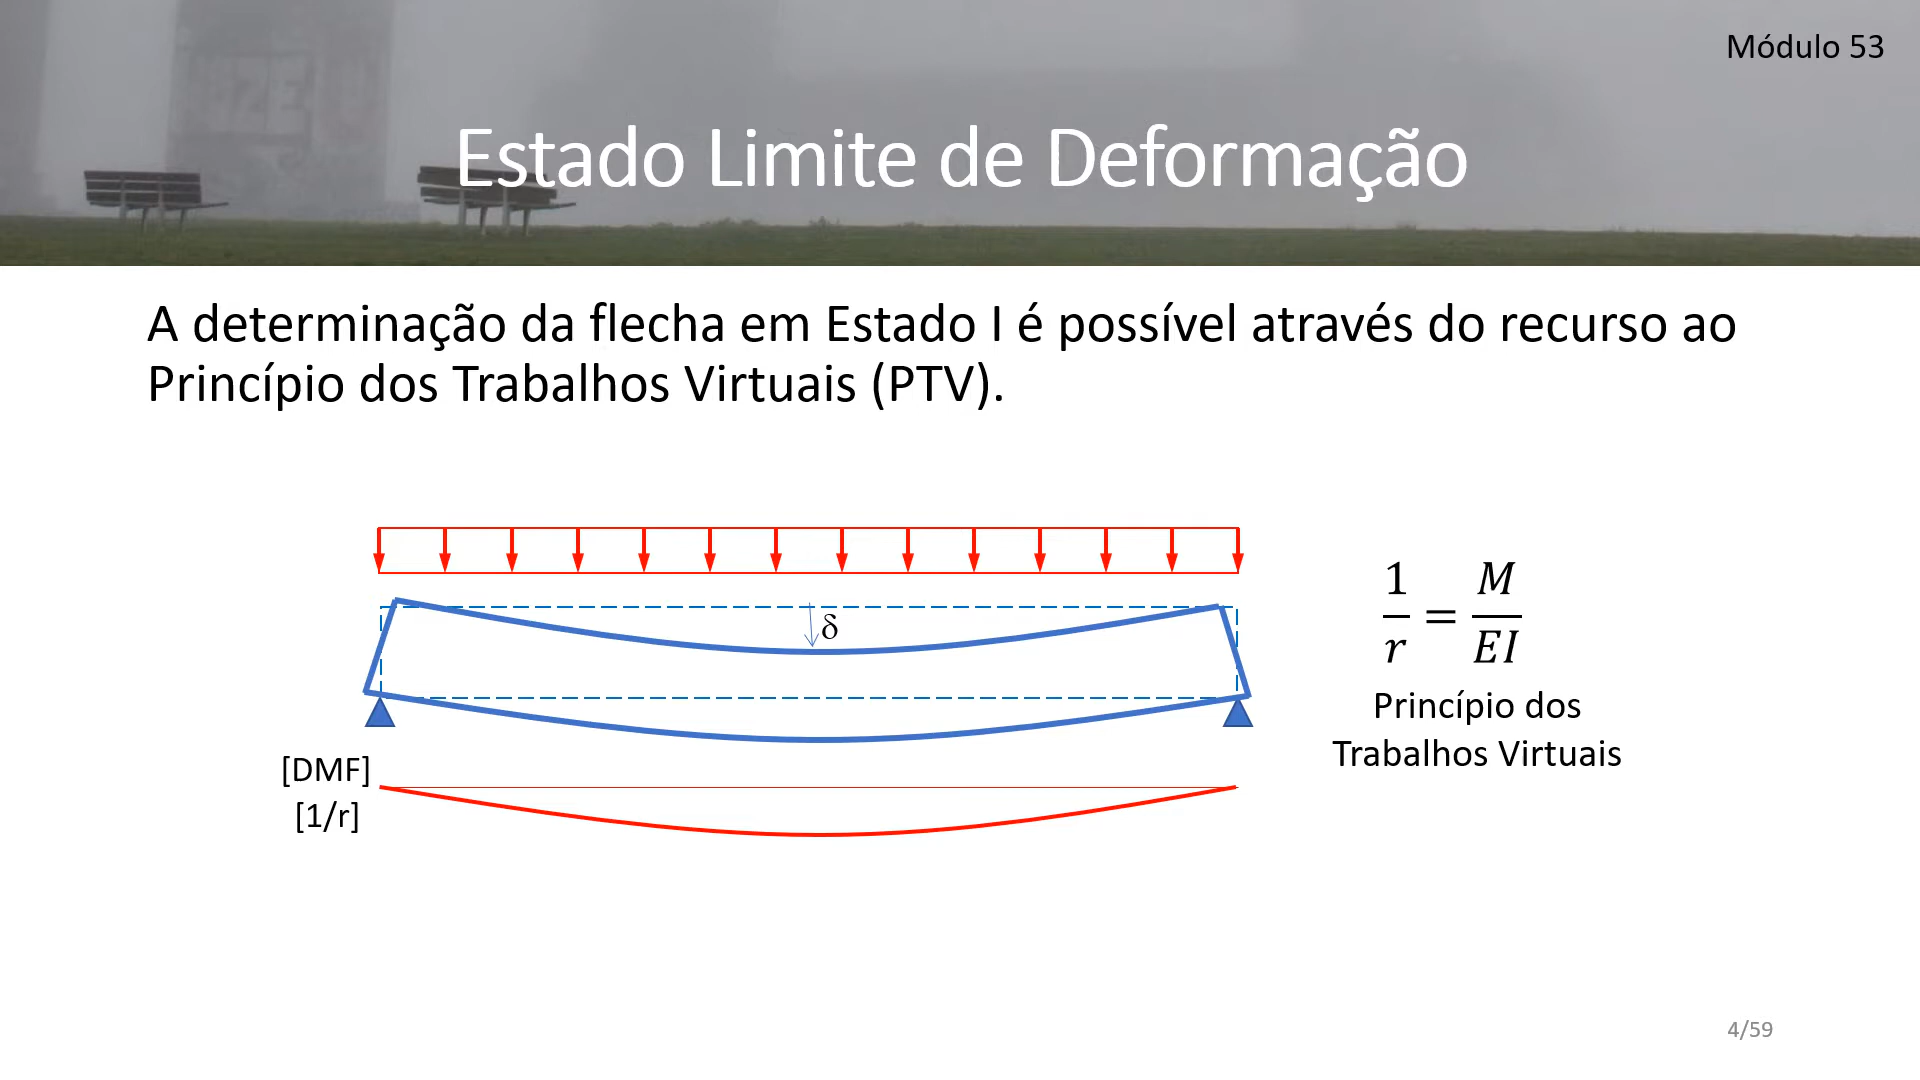 Módulo 53
Estado Limite de Deformação
A determinação da flecha em Estado I é possível através do recurso ao
Princípio dos Trabalhos Virtuais (PTV).
δ
1/r = M/EI
Princípio dos
Trabalhos Virtuais
[DMF]
[1/r]
4/59